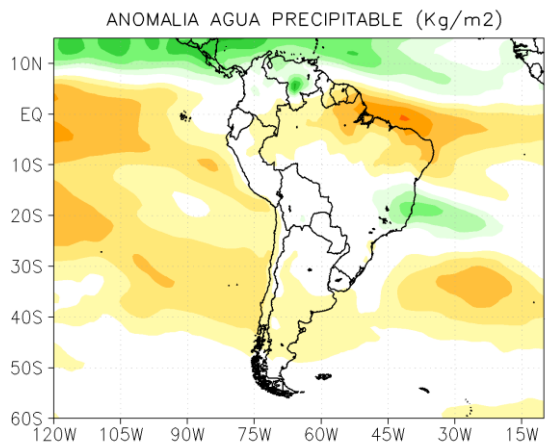 ANOMALIA AGUA PRECIPITABLE (Kg/m2)
10N
EQ
10S
20S
30S
40S
50S
60S
120W 105W 90W 75W 60W 45W 30W 15W